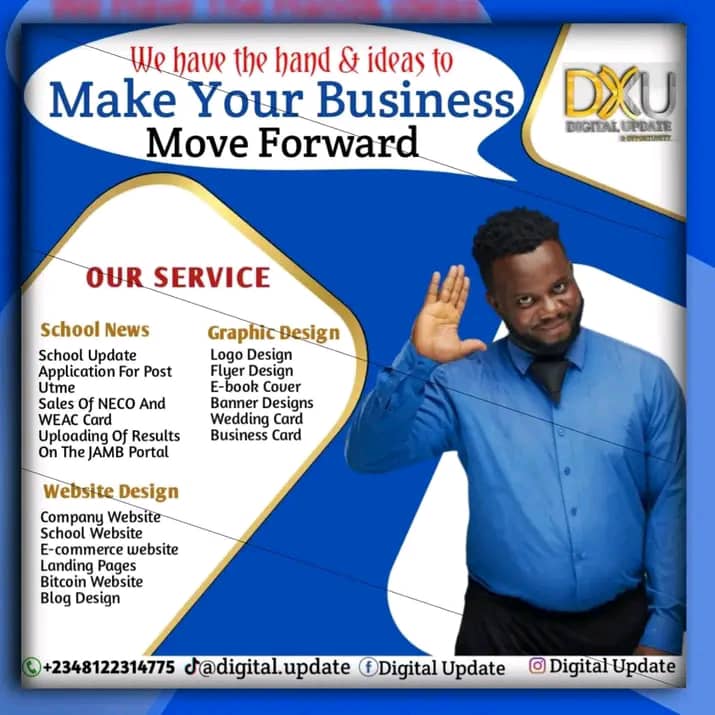 We have the hand & ideas to
Make Your Business
Move Forward
DXU
DIGITAL UPDATE
OUR SERVICE
School News
School Update
Application For Post
Utme
Sales Of NECO And
WEAC Card
Uploading Of Results
On The JAMB Portal
Graphic Design
Logo Design
Flyer Design
E-book Cover
Banner Designs
Wedding Card
Business Card
Website Design
Company Website
School Website
E-commerce website
Landing Pages
Bitcoin Website
Blog Design
+2348122314775 @digital.update Digital Update Digital Update